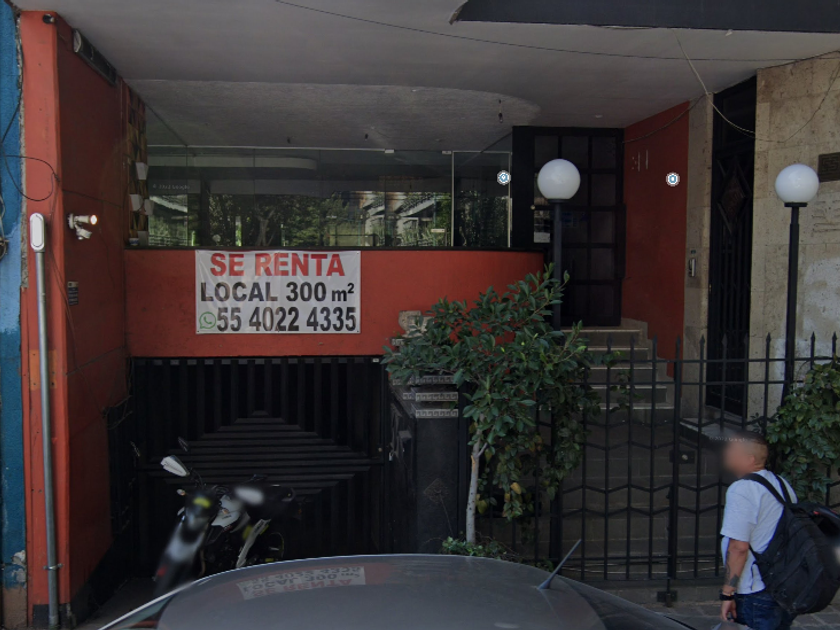 SE RENTA
LOCAL 300 m²
55 4022 4335